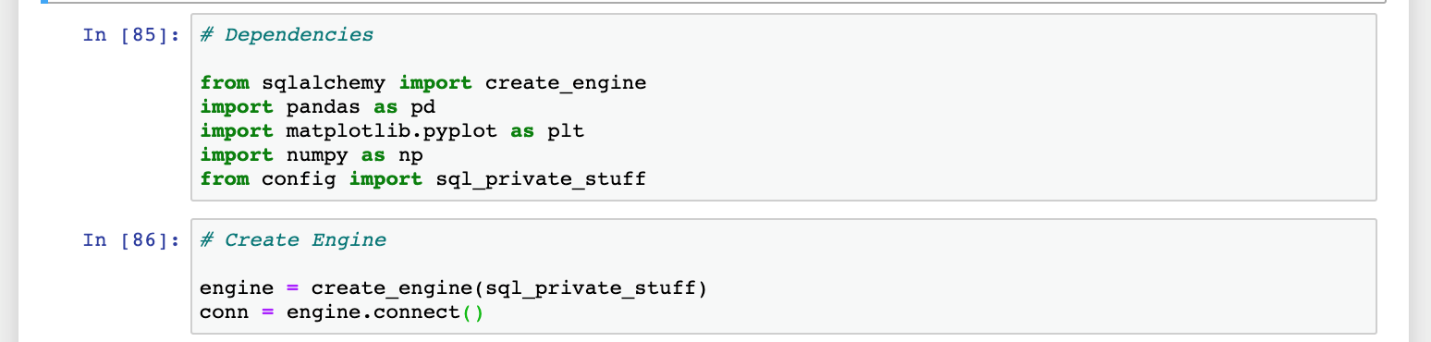 In [85]: # Dependencies
from sqlalchemy import create_engine
import pandas as pd
import matplotlib.pyplot as plt
import numpy as np
from config import sql_private_stuff
In [86]: # Create Engine
engine = create_engine(sql_private_stuff)
conn = engine.connect()